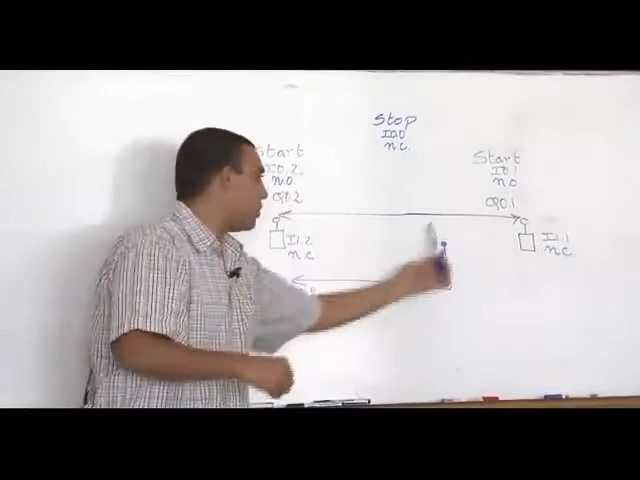 Stop
I0.0
n.c.
Start
I0.2
n.o.
Q0.2
Start
I0.1
n.o
Q0.1
I1.2
n.c
I1.1
n.c.